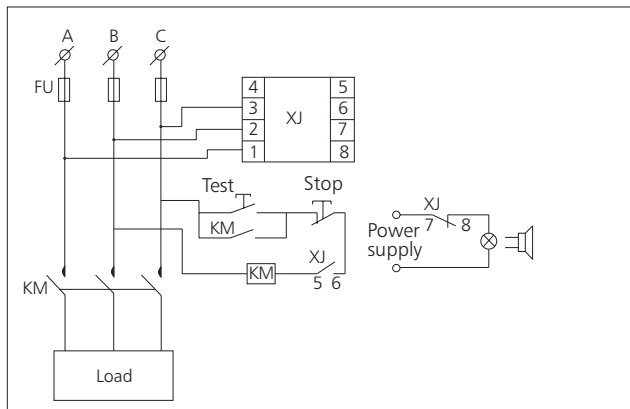 A B C
FU
4 5
3 XJ 6
2 7
1 8
Test Stop
KM
XJ
7 8
Power
supply
XJ
KM 5 6
KM
Load